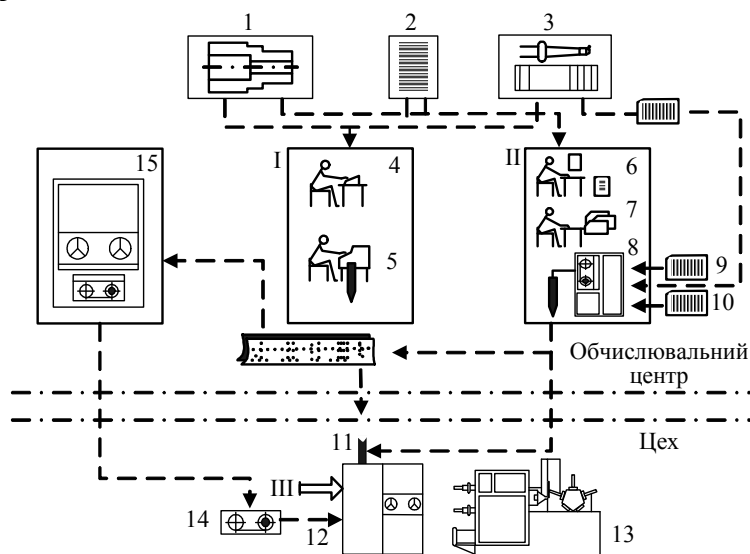 1 2 3
15 I 4 II 6
7
5 8 9
10
Обчислювальний
центр
11 Цех
III
14 12 13